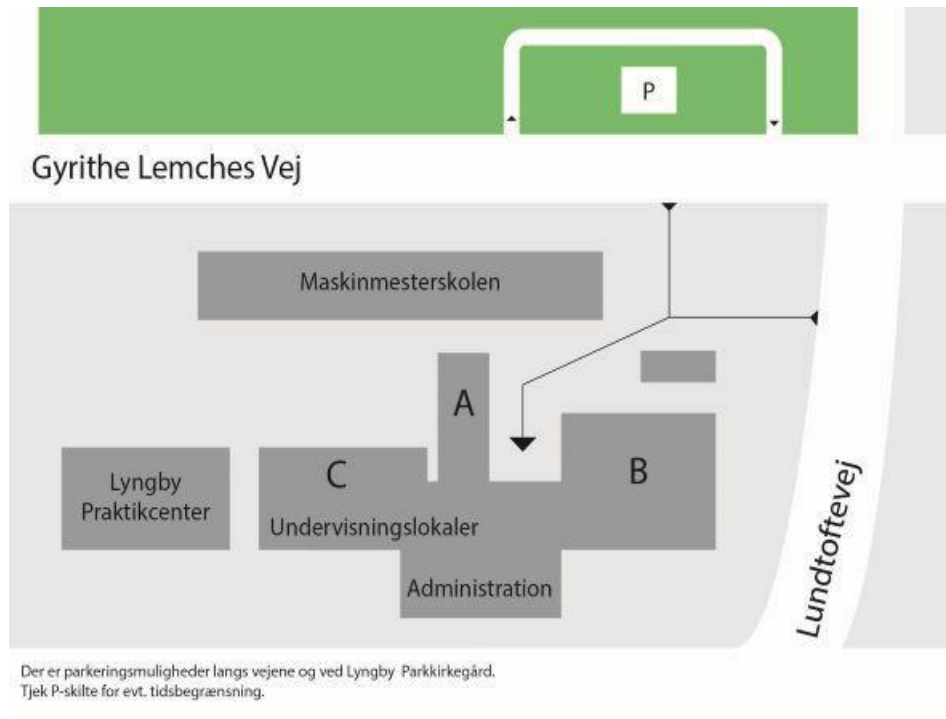 P
Gyrithe Lemches Vej
Maskinmesterskolen
A
C
B
Lyngby
Praktikcenter
Undervisningslokaler
Administration
Lundtoftevej
Der er parkeringsmuligheder langs vejene og ved Lyngby Parkkirkegård.
Tjek P-skilte for evt. tidsbegrænsning.